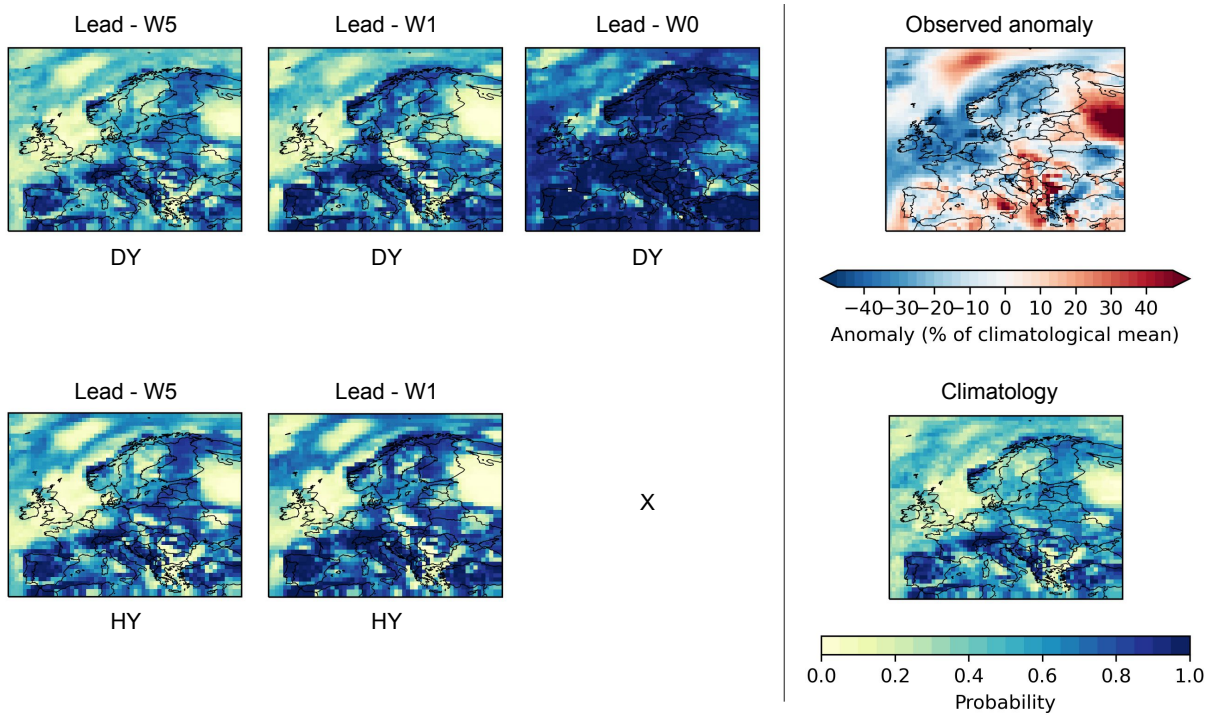 Lead - W5
Lead - W1
Lead - W0
Observed anomaly
DY
DY
DY
−40−30−20−10 0 10 20 30 40
Anomaly (% of climatological mean)
Lead - W5
Lead - W1
Climatology
X
HY
HY
0.0 0.2 0.4 0.6 0.8 1.0
Probability